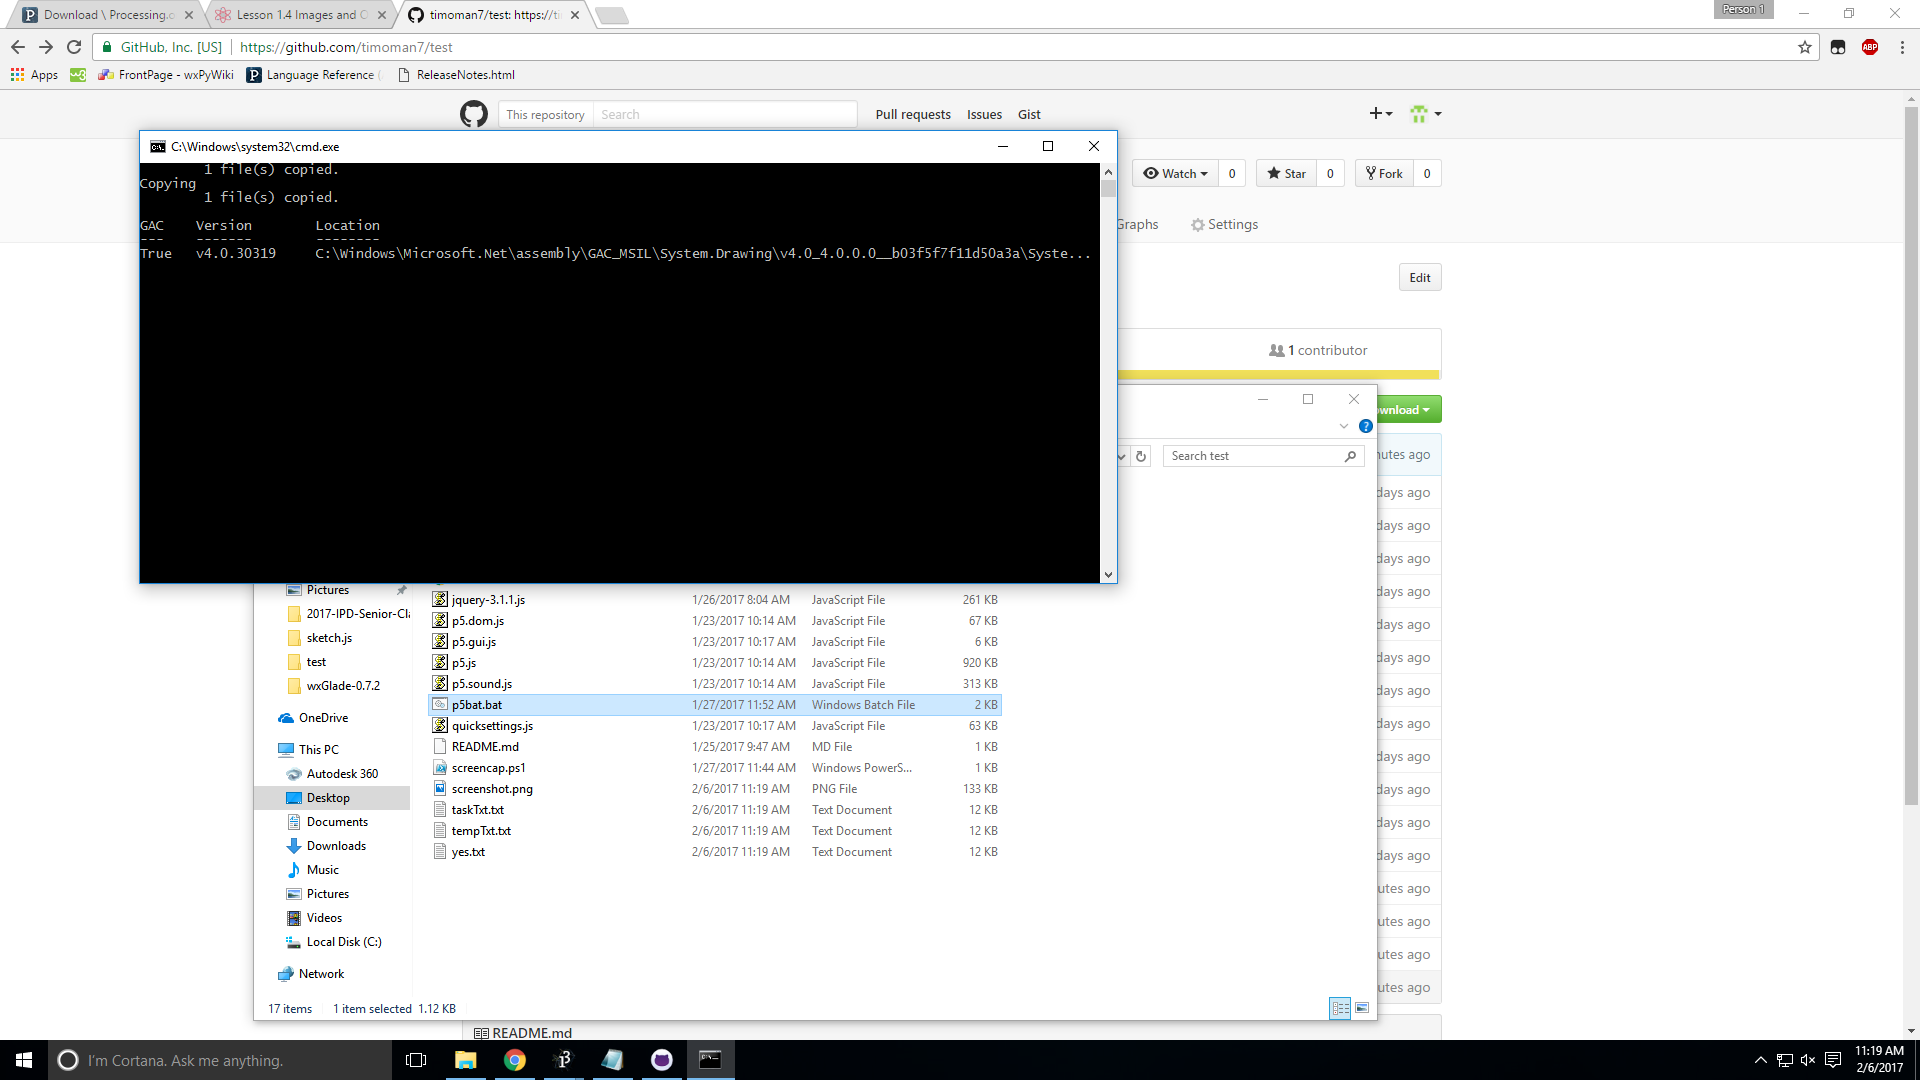 Download \ Processing.o
Lesson 1.4 Images and O
timoman7/test: https://ti
Person 1
GitHub, Inc. [US]
https://github.com/timoman7/test
ABP
Apps
FrontPage - wxPyWiki
Language Reference (
ReleaseNotes.html
This repository
Search
Pull requests
Issues
Gist
C:\Windows\system32\cmd.exe
1 file(s) copied.
Copying
1 file(s) copied.
GAC Version Location
--- ------- --------
True v4.0.30319 C:\Windows\Microsoft.Net\assembly\GAC_MSIL\System.Drawing\v4.0_4.0.0.0__b03f5f7f11d50a3a\Syste...
Watch 0
Star 0
Fork 0
Graphs
Settings
Edit
1 contributor
ownload
Search test
nutes ago
days ago
days ago
days ago
days ago
days ago
days ago
days ago
days ago
days ago
days ago
days ago
days ago
utes ago
utes ago
utes ago
utes ago
Pictures
2017-IPD-Senior-Cla
sketch.js
test
wxGlade-0.7.2
OneDrive
This PC
Autodesk 360
Desktop
Documents
Downloads
Music
Pictures
Videos
Local Disk (C:)
Network
jquery-3.1.1.js 1/26/2017 8:04 AM JavaScript File 261 KB
p5.dom.js 1/23/2017 10:14 AM JavaScript File 67 KB
p5.gui.js 1/23/2017 10:17 AM JavaScript File 6 KB
p5.js 1/23/2017 10:14 AM JavaScript File 920 KB
p5.sound.js 1/23/2017 10:14 AM JavaScript File 313 KB
p5bat.bat 1/27/2017 11:52 AM Windows Batch File 2 KB
quicksettings.js 1/23/2017 10:17 AM JavaScript File 63 KB
README.md 1/25/2017 9:47 AM MD File 1 KB
screencap.ps1 1/27/2017 11:44 AM Windows PowerS... 1 KB
screenshot.png 2/6/2017 11:19 AM PNG File 133 KB
taskTxt.txt 2/6/2017 11:19 AM Text Document 12 KB
tempTxt.txt 2/6/2017 11:19 AM Text Document 12 KB
yes.txt 2/6/2017 11:19 AM Text Document 12 KB
17 items
1 item selected 1.12 KB
README.md
I'm Cortana. Ask me anything.
11:19 AM
2/6/2017